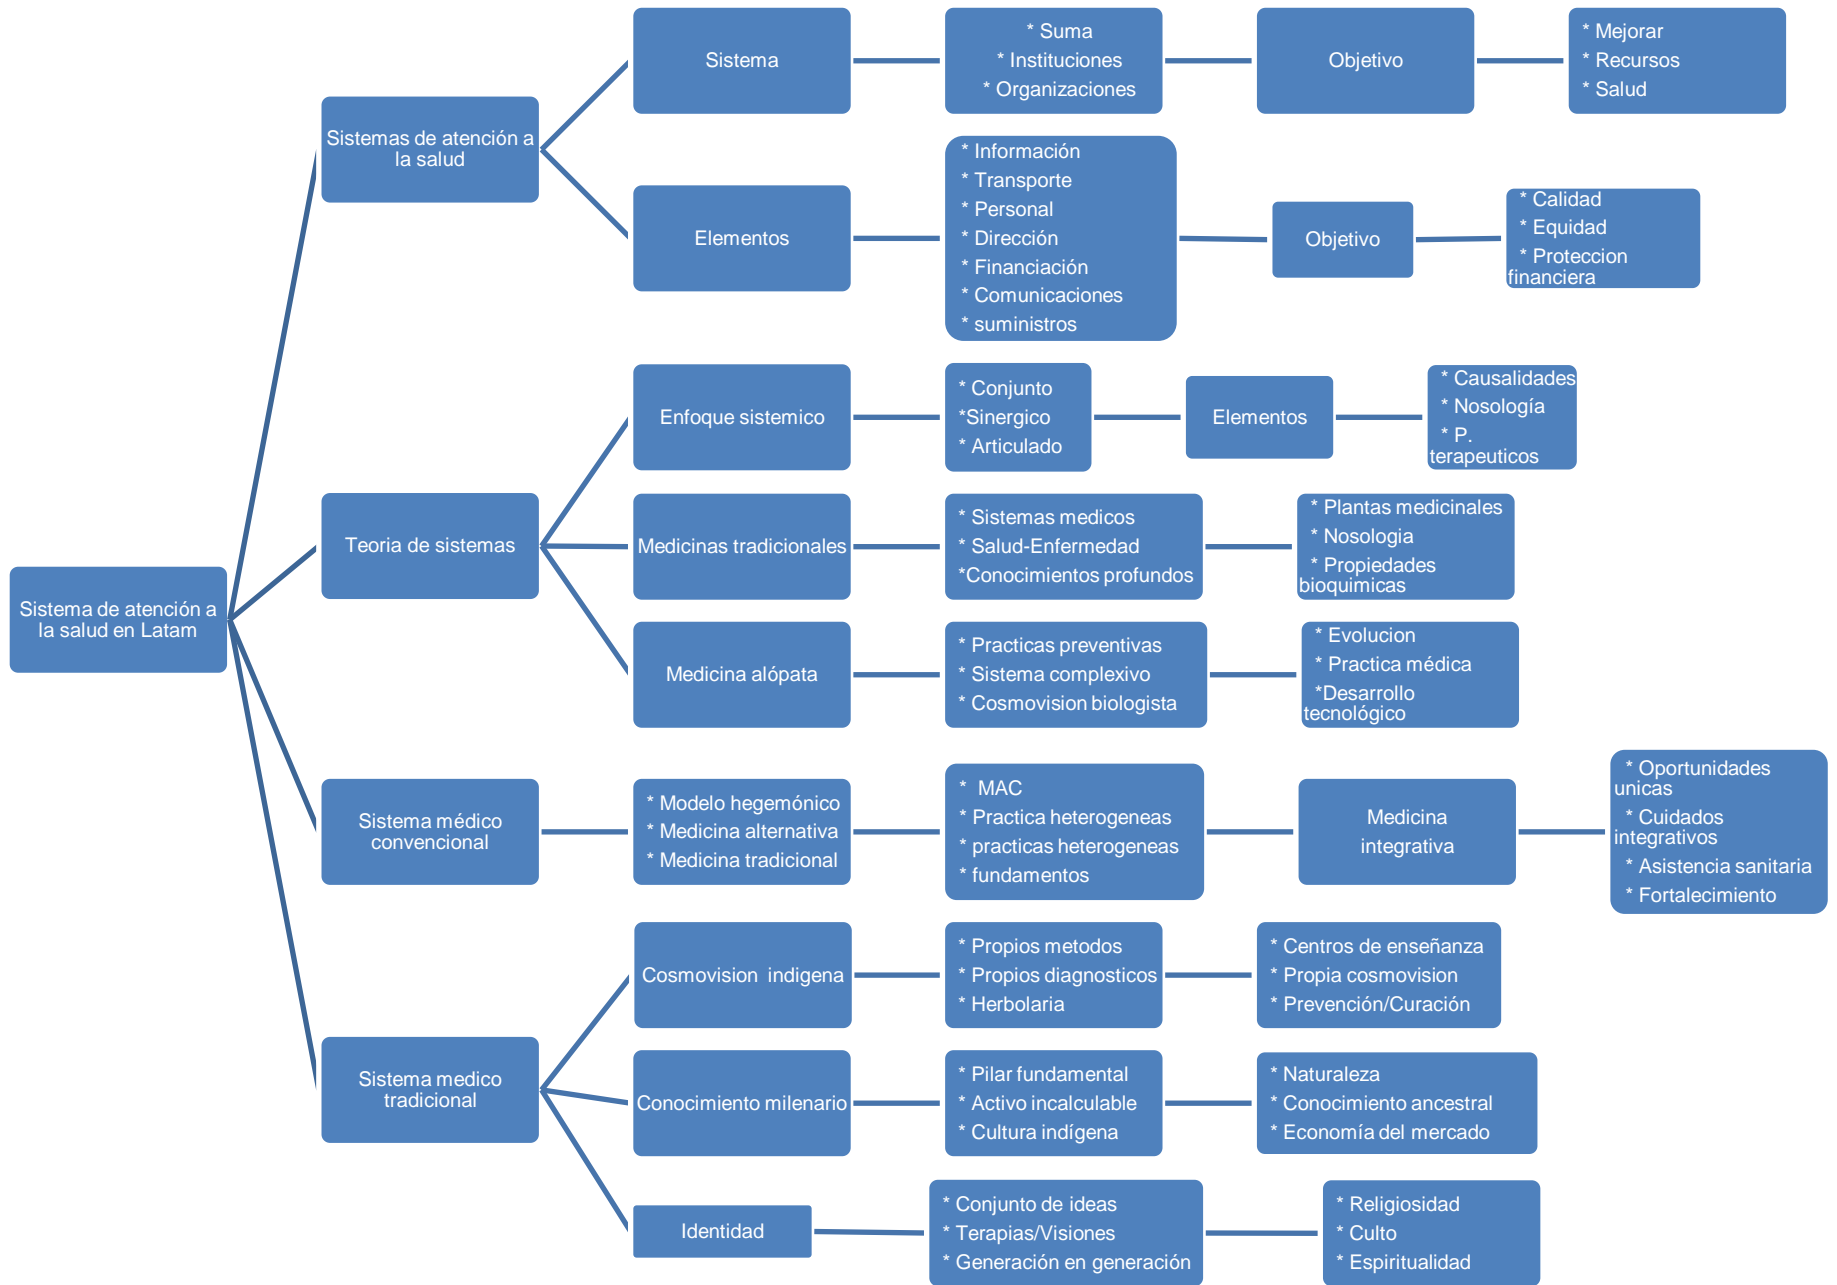 Sistema de atención a
la salud en Latam
Sistemas de atención a
la salud
Sistema
* Suma
* Instituciones
* Organizaciones
Objetivo
* Mejorar
* Recursos
* Salud
Elementos
* Información
* Transporte
* Personal
* Dirección
* Financiación
* Comunicaciones
* suministros
Objetivo
* Calidad
* Equidad
* Proteccion
financiera
Teoria de sistemas
Enfoque sistemico
* Conjunto
*Sinergico
* Articulado
Elementos
* Causalidades
* Nosología
* P.
terapeuticos
Medicinas tradicionales
* Sistemas medicos
* Salud-Enfermedad
*Conocimientos profundos
* Plantas medicinales
* Nosologia
* Propiedades
bioquimicas
Medicina alópata
* Practicas preventivas
* Sistema complexivo
* Cosmovision biologista
* Evolucion
* Practica médica
*Desarrollo
tecnológico
Sistema médico
convencional
* Modelo hegemónico
* Medicina alternativa
* Medicina tradicional
* MAC
* Practica heterogeneas
* practicas heterogeneas
* fundamentos
Medicina
integrativa
* Oportunidades
unicas
* Cuidados
integrativos
* Asistencia sanitaria
* Fortalecimiento
Sistema medico
tradicional
Cosmovision indigena
* Propios metodos
* Propios diagnosticos
* Herbolaria
* Centros de enseñanza
* Propia cosmovision
* Prevención/Curación
Conocimiento milenario
* Pilar fundamental
* Activo incalculable
* Cultura indígena
* Naturaleza
* Conocimiento ancestral
* Economía del mercado
Identidad
* Conjunto de ideas
* Terapias/Visiones
* Generación en generación
* Religiosidad
* Culto
* Espiritualidad